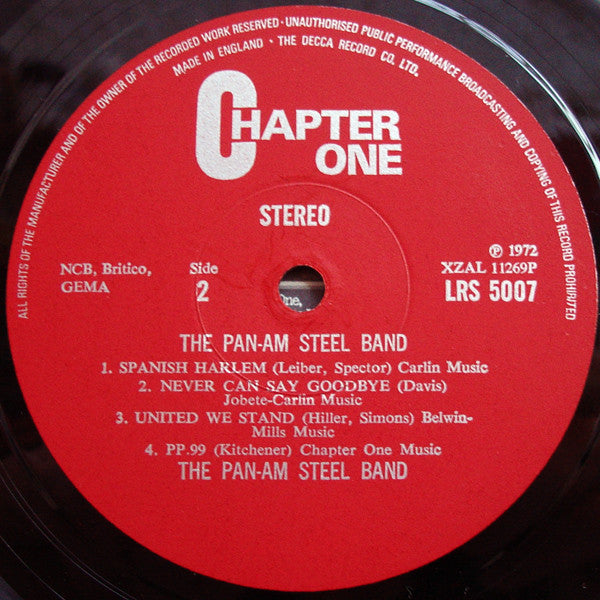 ALL RIGHTS OF THE MANUFACTURER AND OF THE OWNER OF THE RECORDED WORK RESERVED · UNAUTHORISED PUBLIC PERFORMANCE BROADCASTING AND COPYING OF THIS RECORD PROHIBITED
MADE IN ENGLAND · THE DECCA RECORD CO. LTD.
CHAPTER
ONE
STEREO
℗ 1972
NCB, Britico, Side XZAL 11269P
GEMA 2 LRS 5007
One,
THE PAN-AM STEEL BAND
1. SPANISH HARLEM (Leiber, Spector) Carlin Music
2. NEVER CAN SAY GOODBYE (Davis)
Jobete-Carlin Music
3. UNITED WE STAND (Hiller, Simons) Belwin-
Mills Music
4. PP.99 (Kitchener) Chapter One Music
THE PAN-AM STEEL BAND